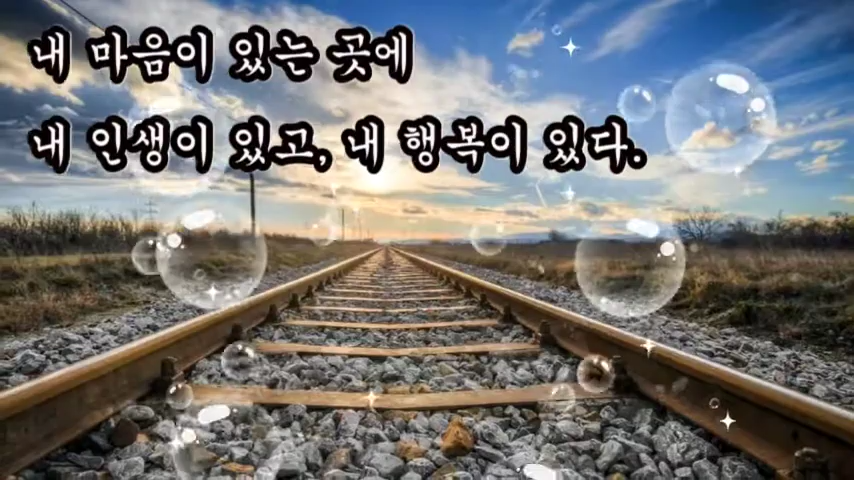 내 마음이 있는 곳에
내 인생이 있고, 내 행복이 있다.